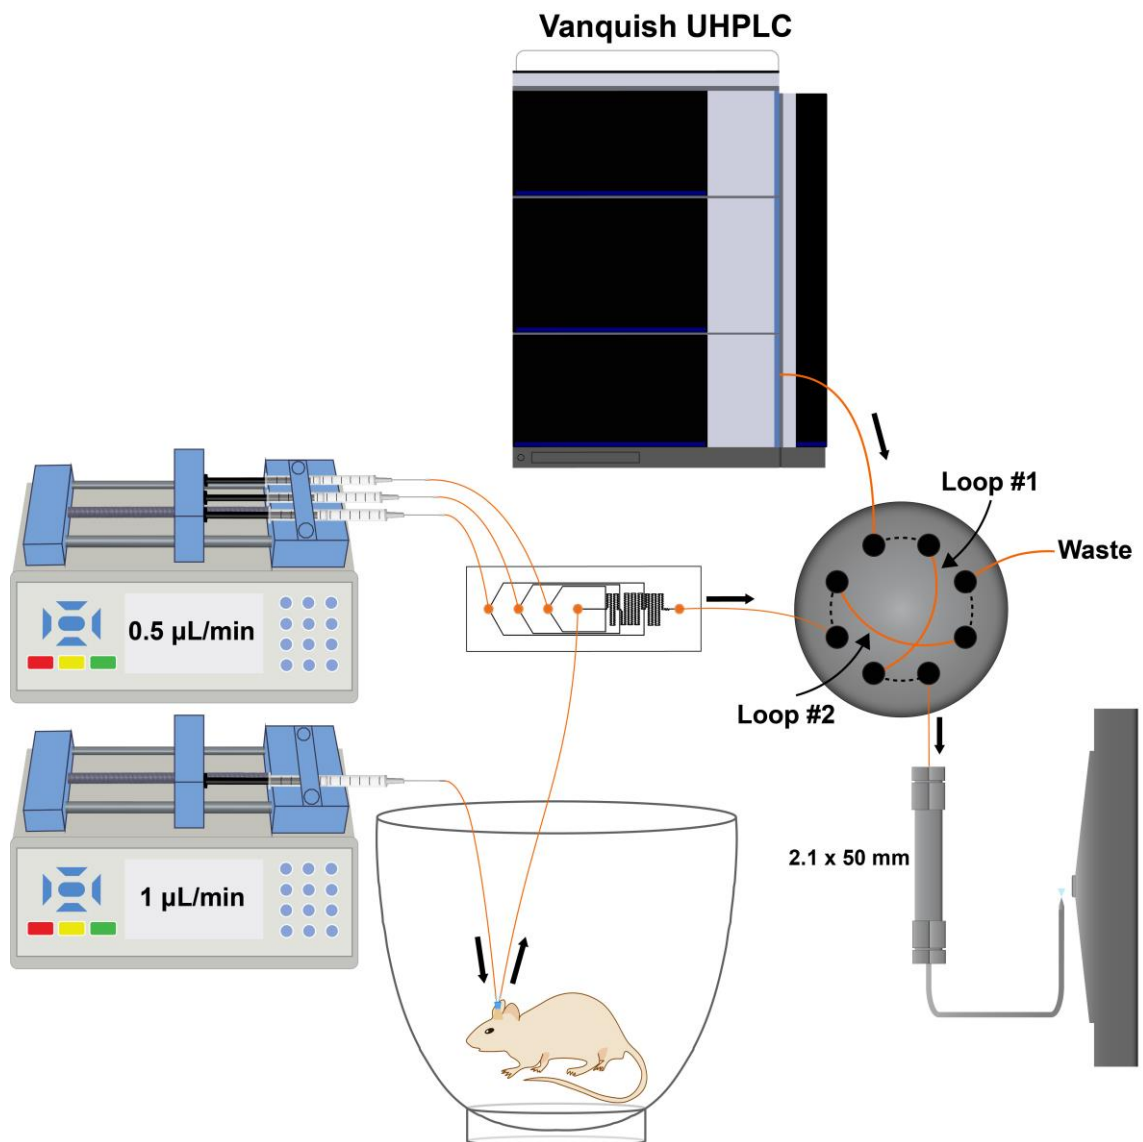 Vanquish UHPLC
Loop #1
Waste
0.5 µL/min
Loop #2
2.1 x 50 mm
1 µL/min